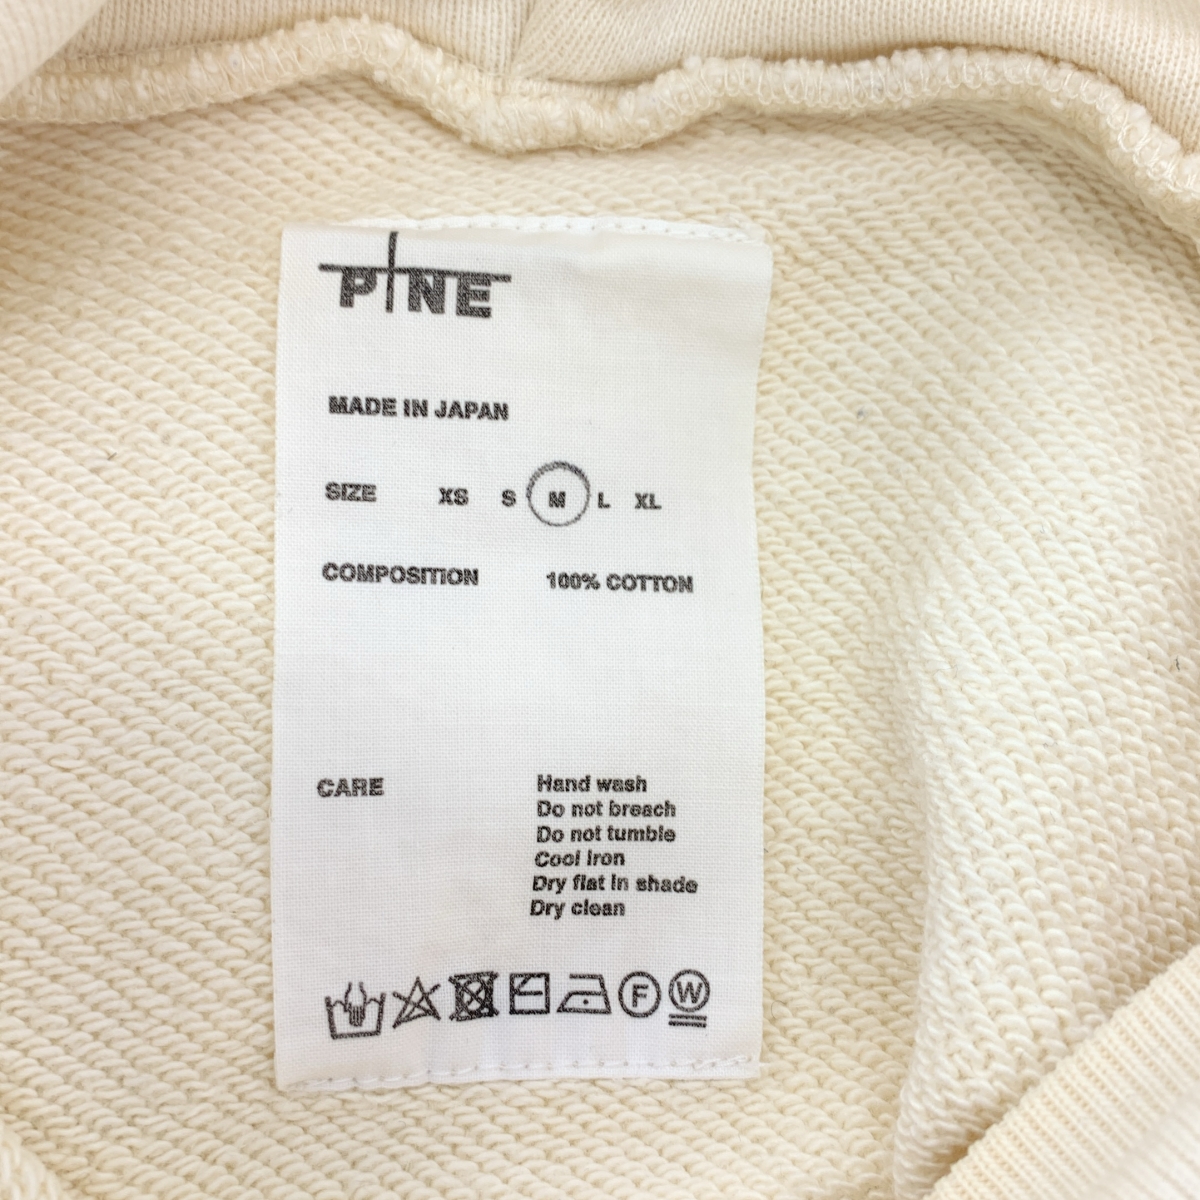 PINE
MADE IN JAPAN
SIZE XS S M L XL
COMPOSITION 100% COTTON
CARE Hand wash
Do not breach
Do not tumble
Cool iron
Dry flat in shade
Dry clean
F W